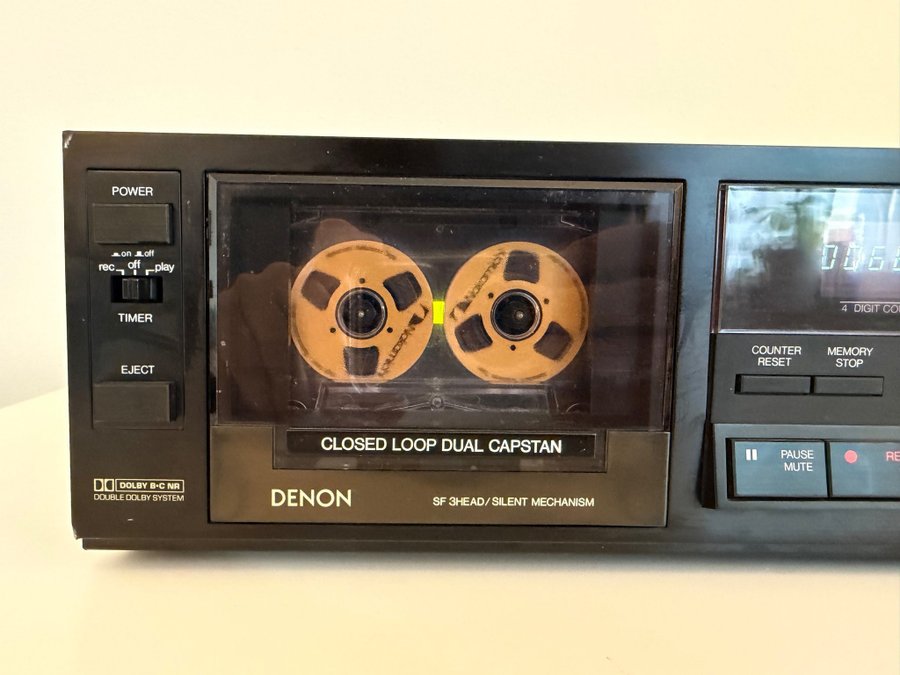 POWER
on off
rec off play
TIMER
EJECT
DOLBY B•C NR
DOUBLE DOLBY SYSTEM
CLOSED LOOP DUAL CAPSTAN
DENON
SF 3HEAD/SILENT MECHANISM
4 DIGIT
COUNTER RESET
MEMORY STOP
PAUSE MUTE